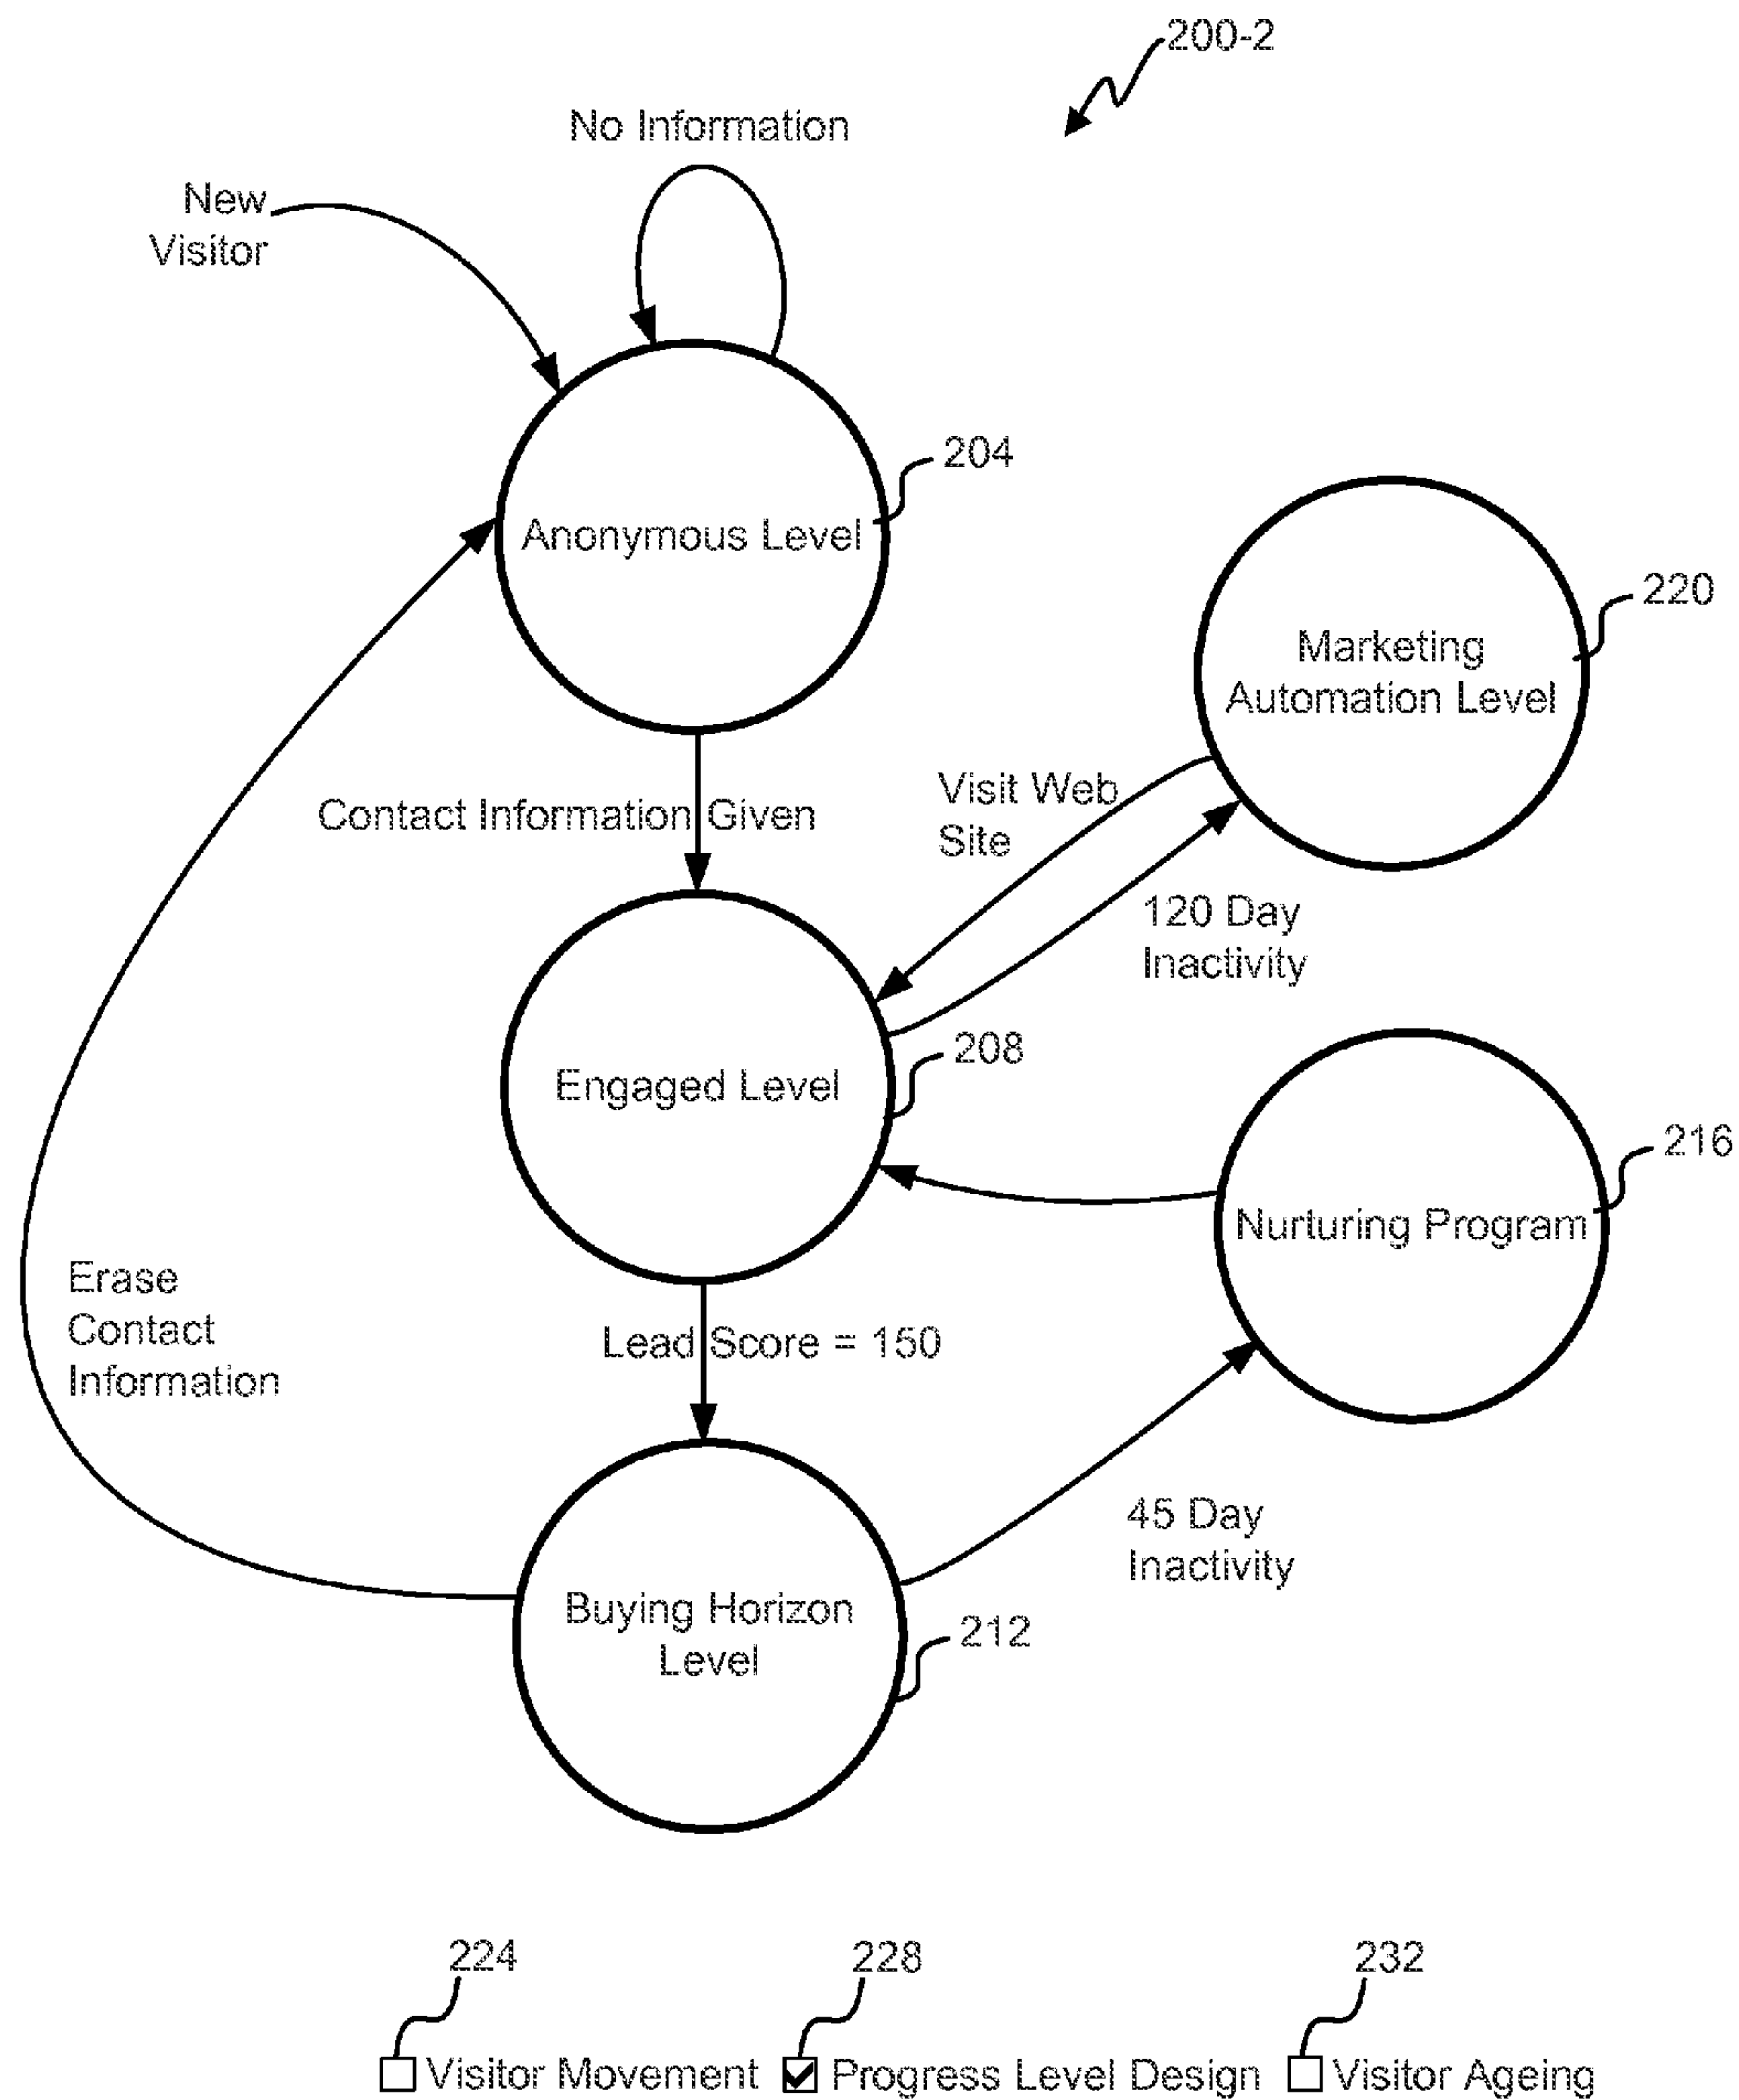 200-2
No Information
New
Visitor
204
Anonymous Level
220
Marketing
Automation Level
Visit Web
Site
Contact Information Given
120 Day
Inactivity
208
Engaged Level
216
Nurturing Program
Erase
Contact
Information
Lead Score = 150
45 Day
Inactivity
Buying Horizon
Level
212
224
228
232
Visitor Movement
Progress Level Design
Visitor Ageing